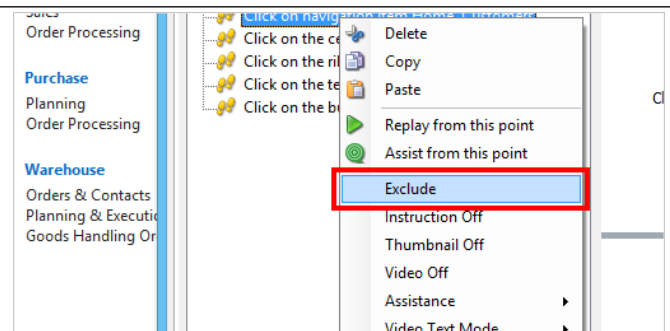 Sales
Order Processing
Purchase
Planning
Order Processing
Warehouse
Orders & Contacts
Planning & Executio
Goods Handling Or
Click on navigation item Home, Customers
Click on the ce
Click on the ri
Click on the te
Click on the bu
Delete
Copy
Paste
Replay from this point
Assist from this point
Exclude
Instruction Off
Thumbnail Off
Video Off
Assistance
Video Text Mode
Cl